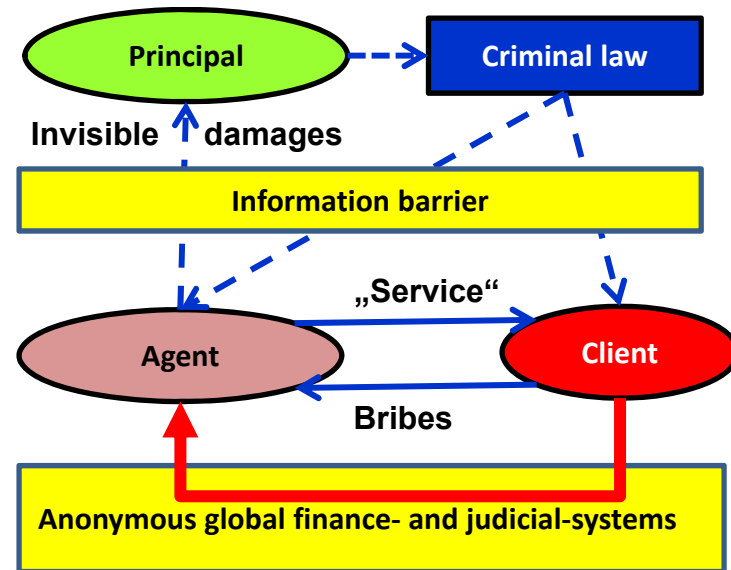 Principal
Criminal law
Invisible damages
Information barrier
„Service“
Agent
Client
Bribes
Anonymous global finance- and judicial-systems